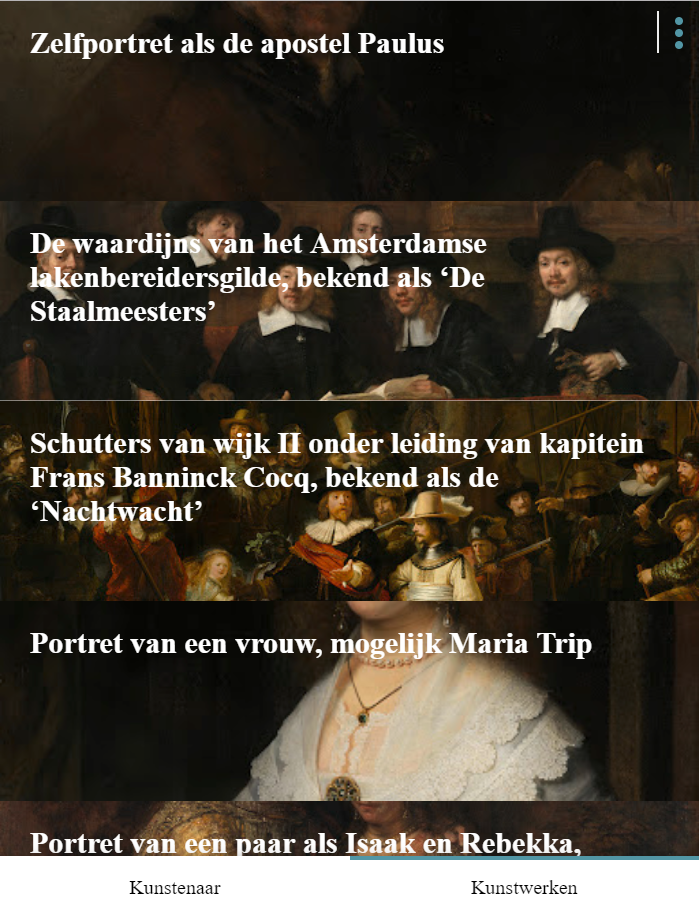 Zelfportret als de apostel Paulus
De waardijns van het Amsterdamse
lakenbereidersgilde, bekend als ‘De
Staalmeesters’
Schutters van wijk II onder leiding van kapitein
Frans Banninck Cocq, bekend als de
‘Nachtwacht’
Portret van een vrouw, mogelijk Maria Trip
Portret van een paar als Isaak en Rebekka,
Kunstenaar
Kunstwerken